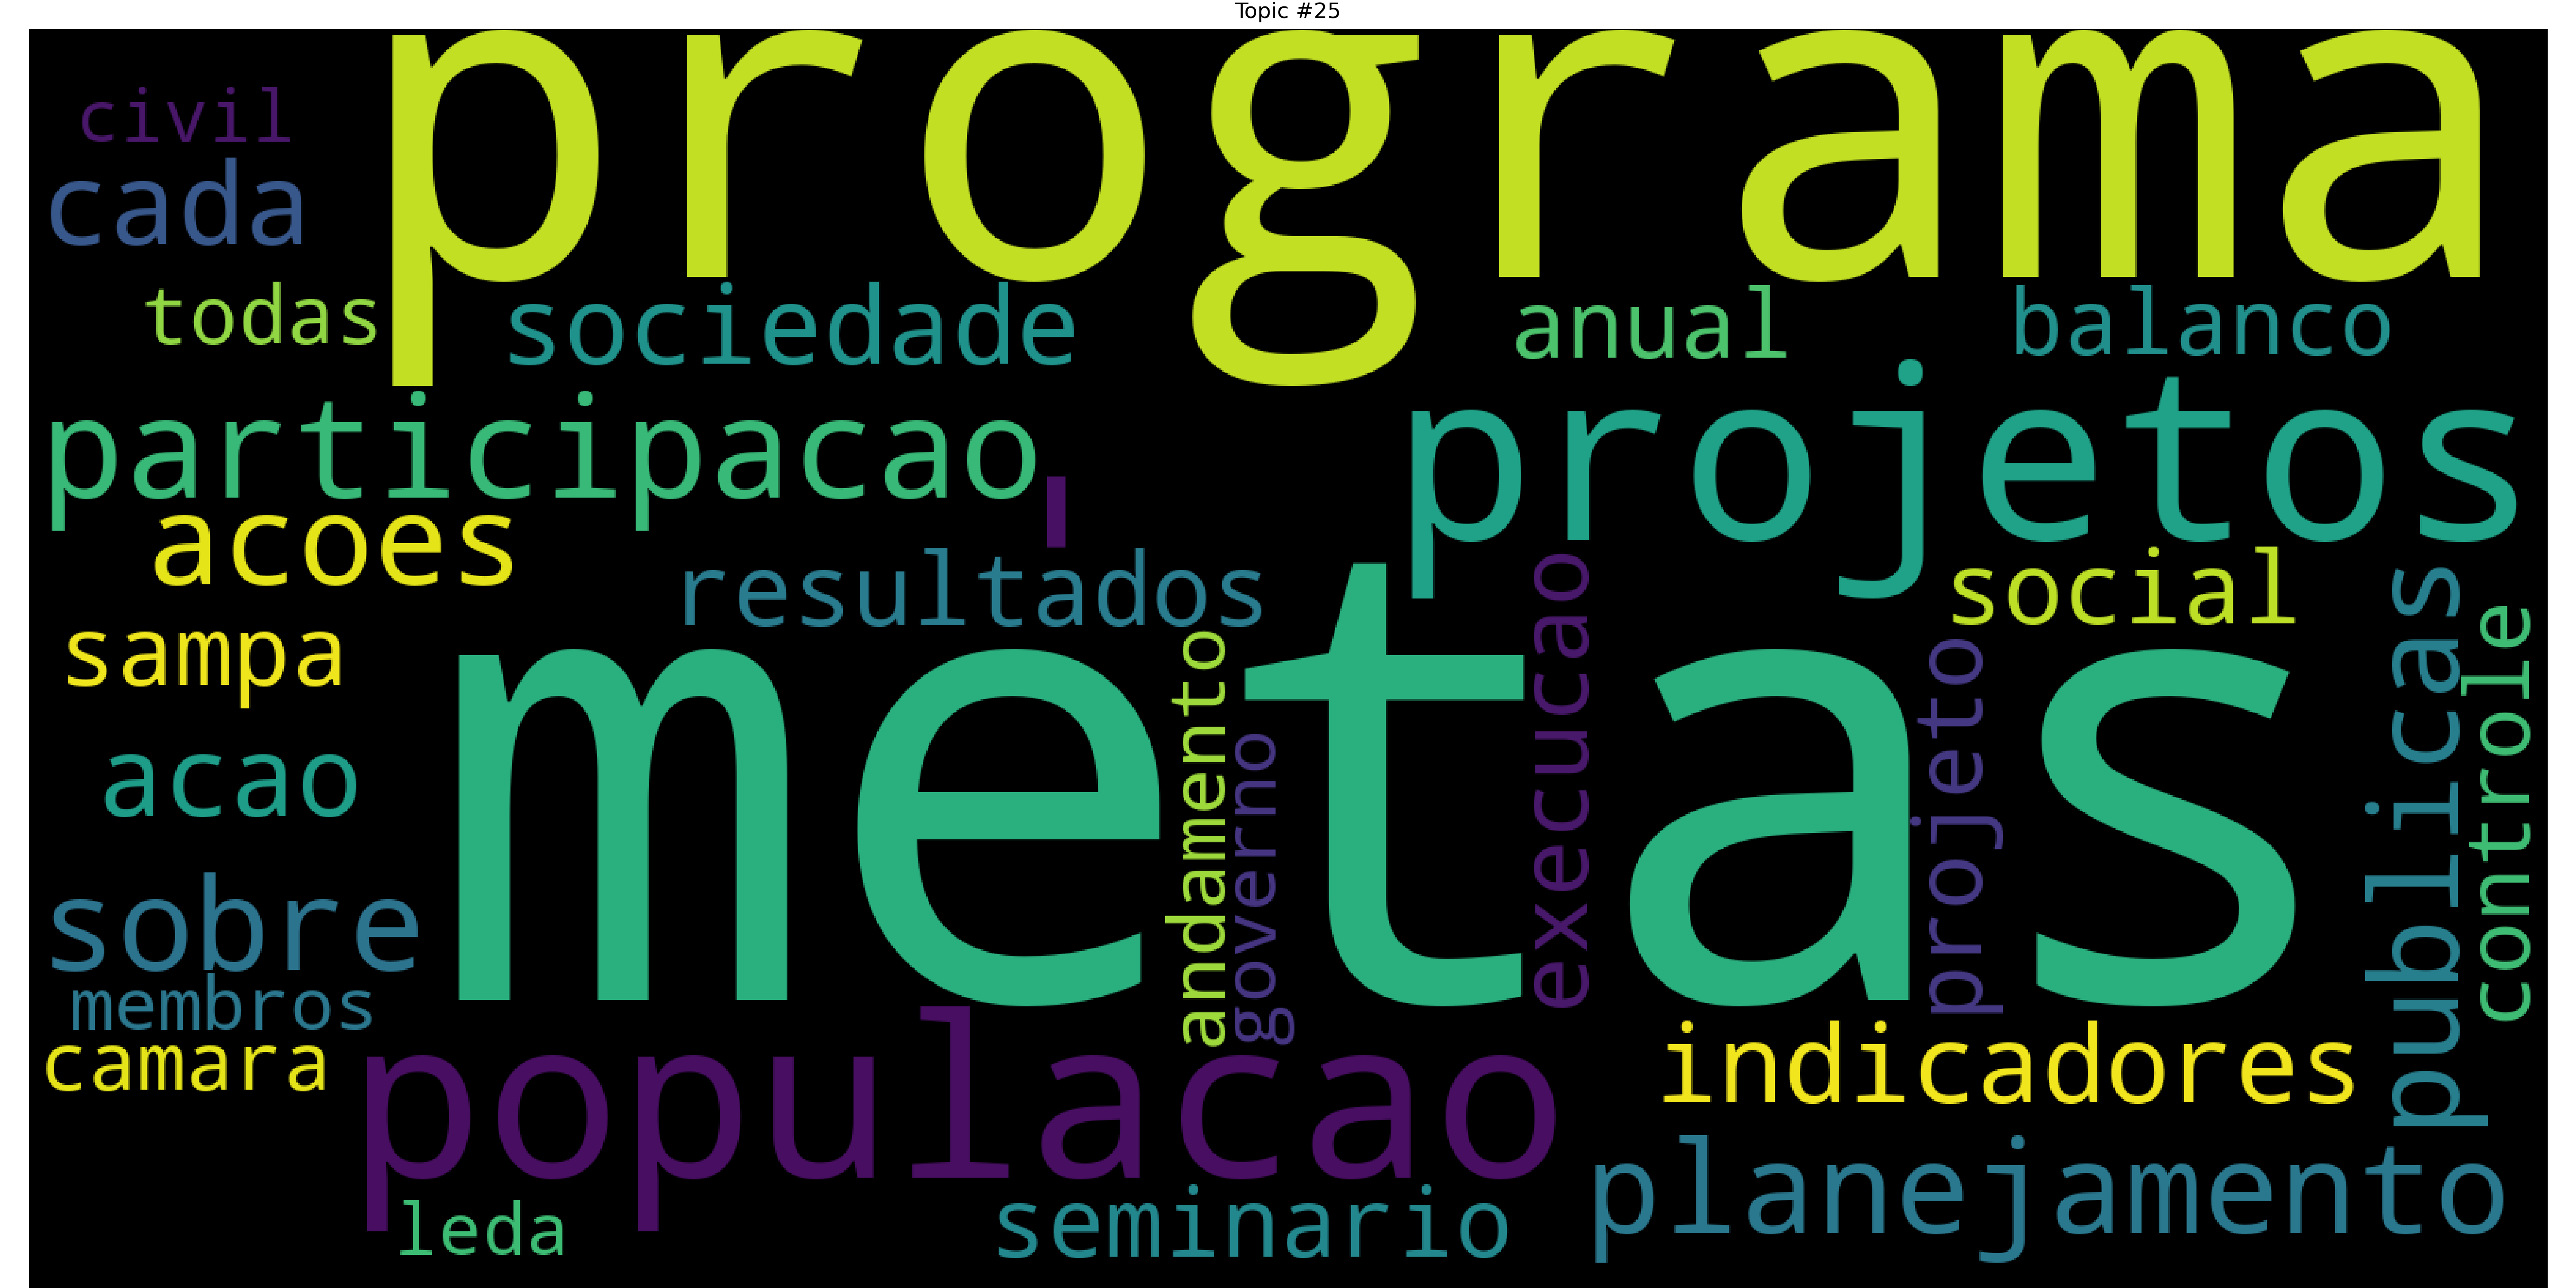 Topic #25
programa
civil
cada
todas
sociedade
anual
balanco
participacao
projetos
acoes
resultados
social
execucao
publicas
controle
sampa
andamento
projeto
metas
governo
acao
sobre
membros
camara
populacao
indicadores
planejamento
leda
seminario